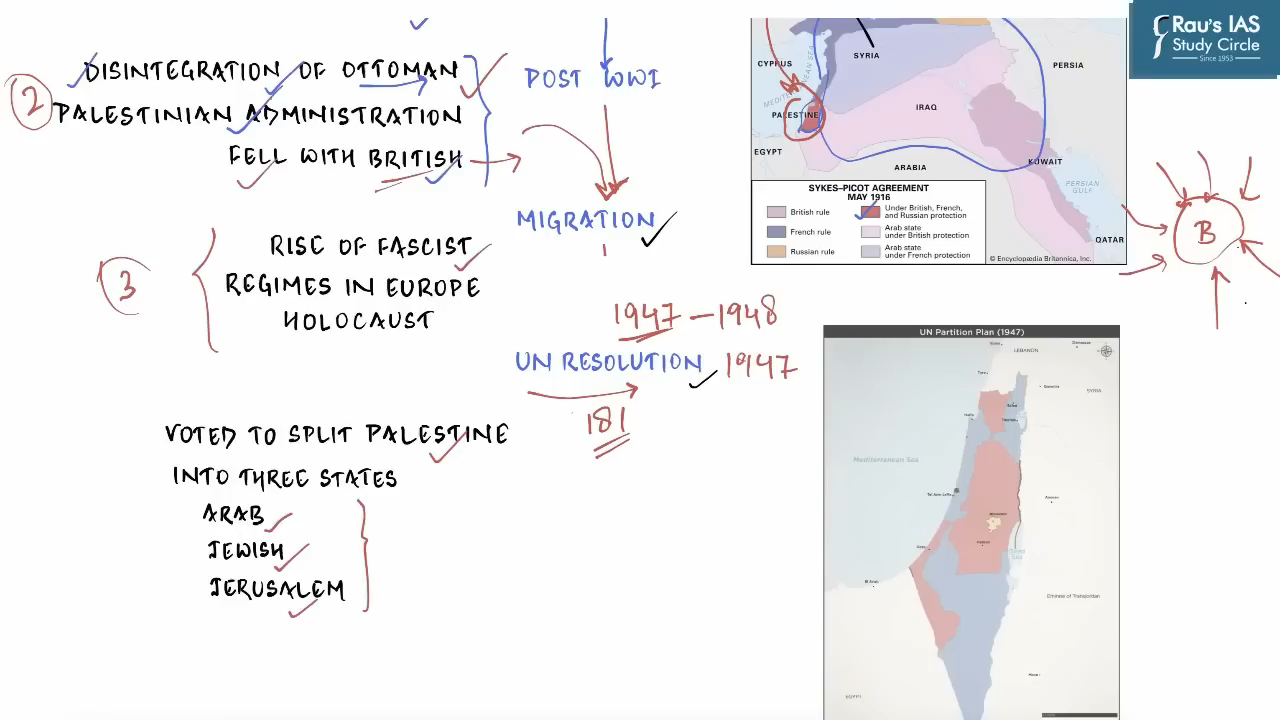 Rau's IAS
Study Circle
Since 1953
2
DISINTEGRATION OF OTTOMAN
PALESTINIAN ADMINISTRATION
FELL WITH BRITISH
POST WWI
MIGRATION
3
RISE OF FASCIST
REGIMES IN EUROPE
HOLOCAUST
1947 – 1948
UN RESOLUTION 1947
181
VOTED TO SPLIT PALESTINE
INTO THREE STATES
ARAB
JEWISH
JERUSALEM
CYPRUS
SYRIA
PERSIA
PALESTINE
IRAQ
EGYPT
ARABIA
KUWAIT
PERSIAN
GULF
QATAR
SYKES–PICOT AGREEMENT
MAY 1916
British rule
French rule
Russian rule
Under British, French,
and Russian protection
Arab state
under British protection
Arab state
under French protection
© Encyclopædia Britannica, Inc.
B
UN Partition Plan (1947)
LEBANON
SYRIA
Mediterranean Sea
Emirate of Transjordan
EGYPT